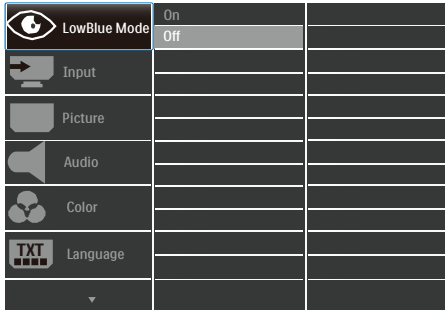 LowBlue Mode
On
Off
Input
Picture
Audio
Color
TXT
Language